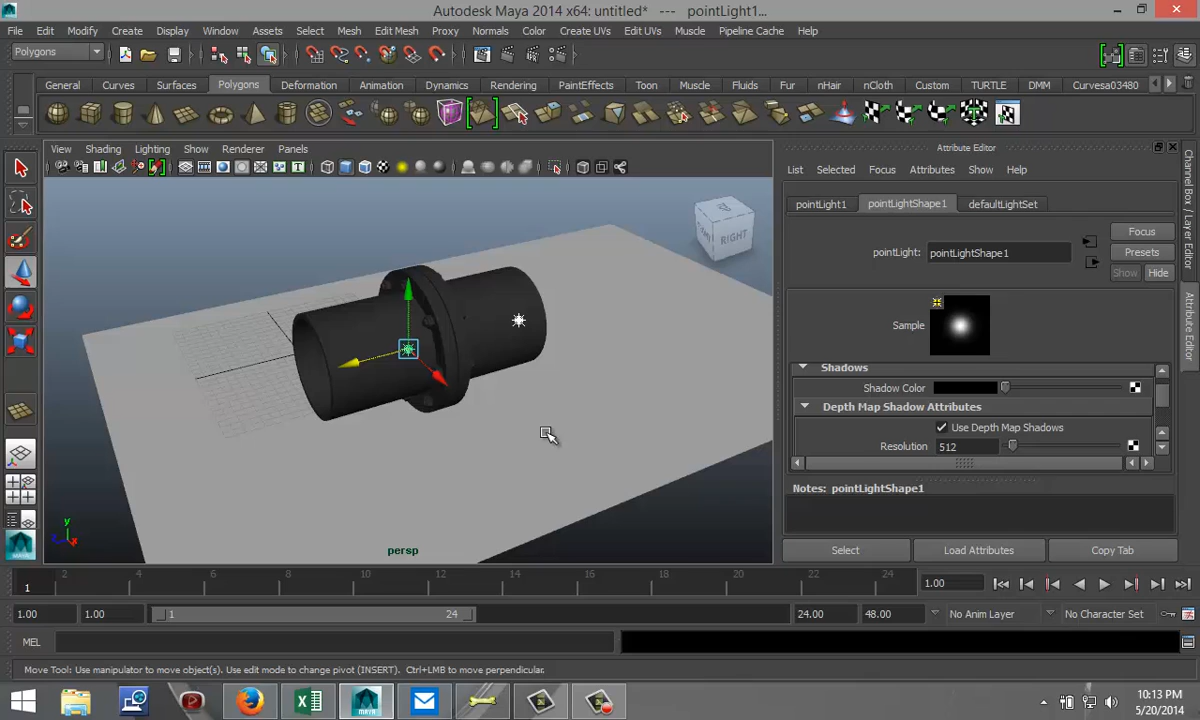 Autodesk Maya 2014 x64: untitled*   ---   pointLight1...
File Edit Modify Create Display Window Assets Select Mesh Edit Mesh Proxy Normals Color Create UVs Edit UVs Muscle Pipeline Cache Help
Polygons
General Curves Surfaces Polygons Deformation Animation Dynamics Rendering PaintEffects Toon Muscle Fluids Fur nHair nCloth Custom TURTLE DMM Curvesa03480
View Shading Lighting Show Renderer Panels
Attribute Editor
List Selected Focus Attributes Show Help
pointLight1 pointLightShape1 defaultLightSet
Focus
pointLight: pointLightShape1
Presets
Show Hide
Sample
Shadows
Shadow Color
Depth Map Shadow Attributes
Use Depth Map Shadows
Resolution 512
Notes: pointLightShape1
Select Load Attributes Copy Tab
Channel Box / Layer Editor
Attribute Editor
RIGHT
y
x
persp
1 2 4 6 8 10 12 14 16 18 20 22 24 1.00
1.00 1.00 1 24 24.00 48.00 No Anim Layer No Character Set
MEL
Move Tool: Use manipulator to move object(s). Use edit mode to change pivot (INSERT). Ctrl+LMB to move perpendicular.
10:13 PM
5/20/2014